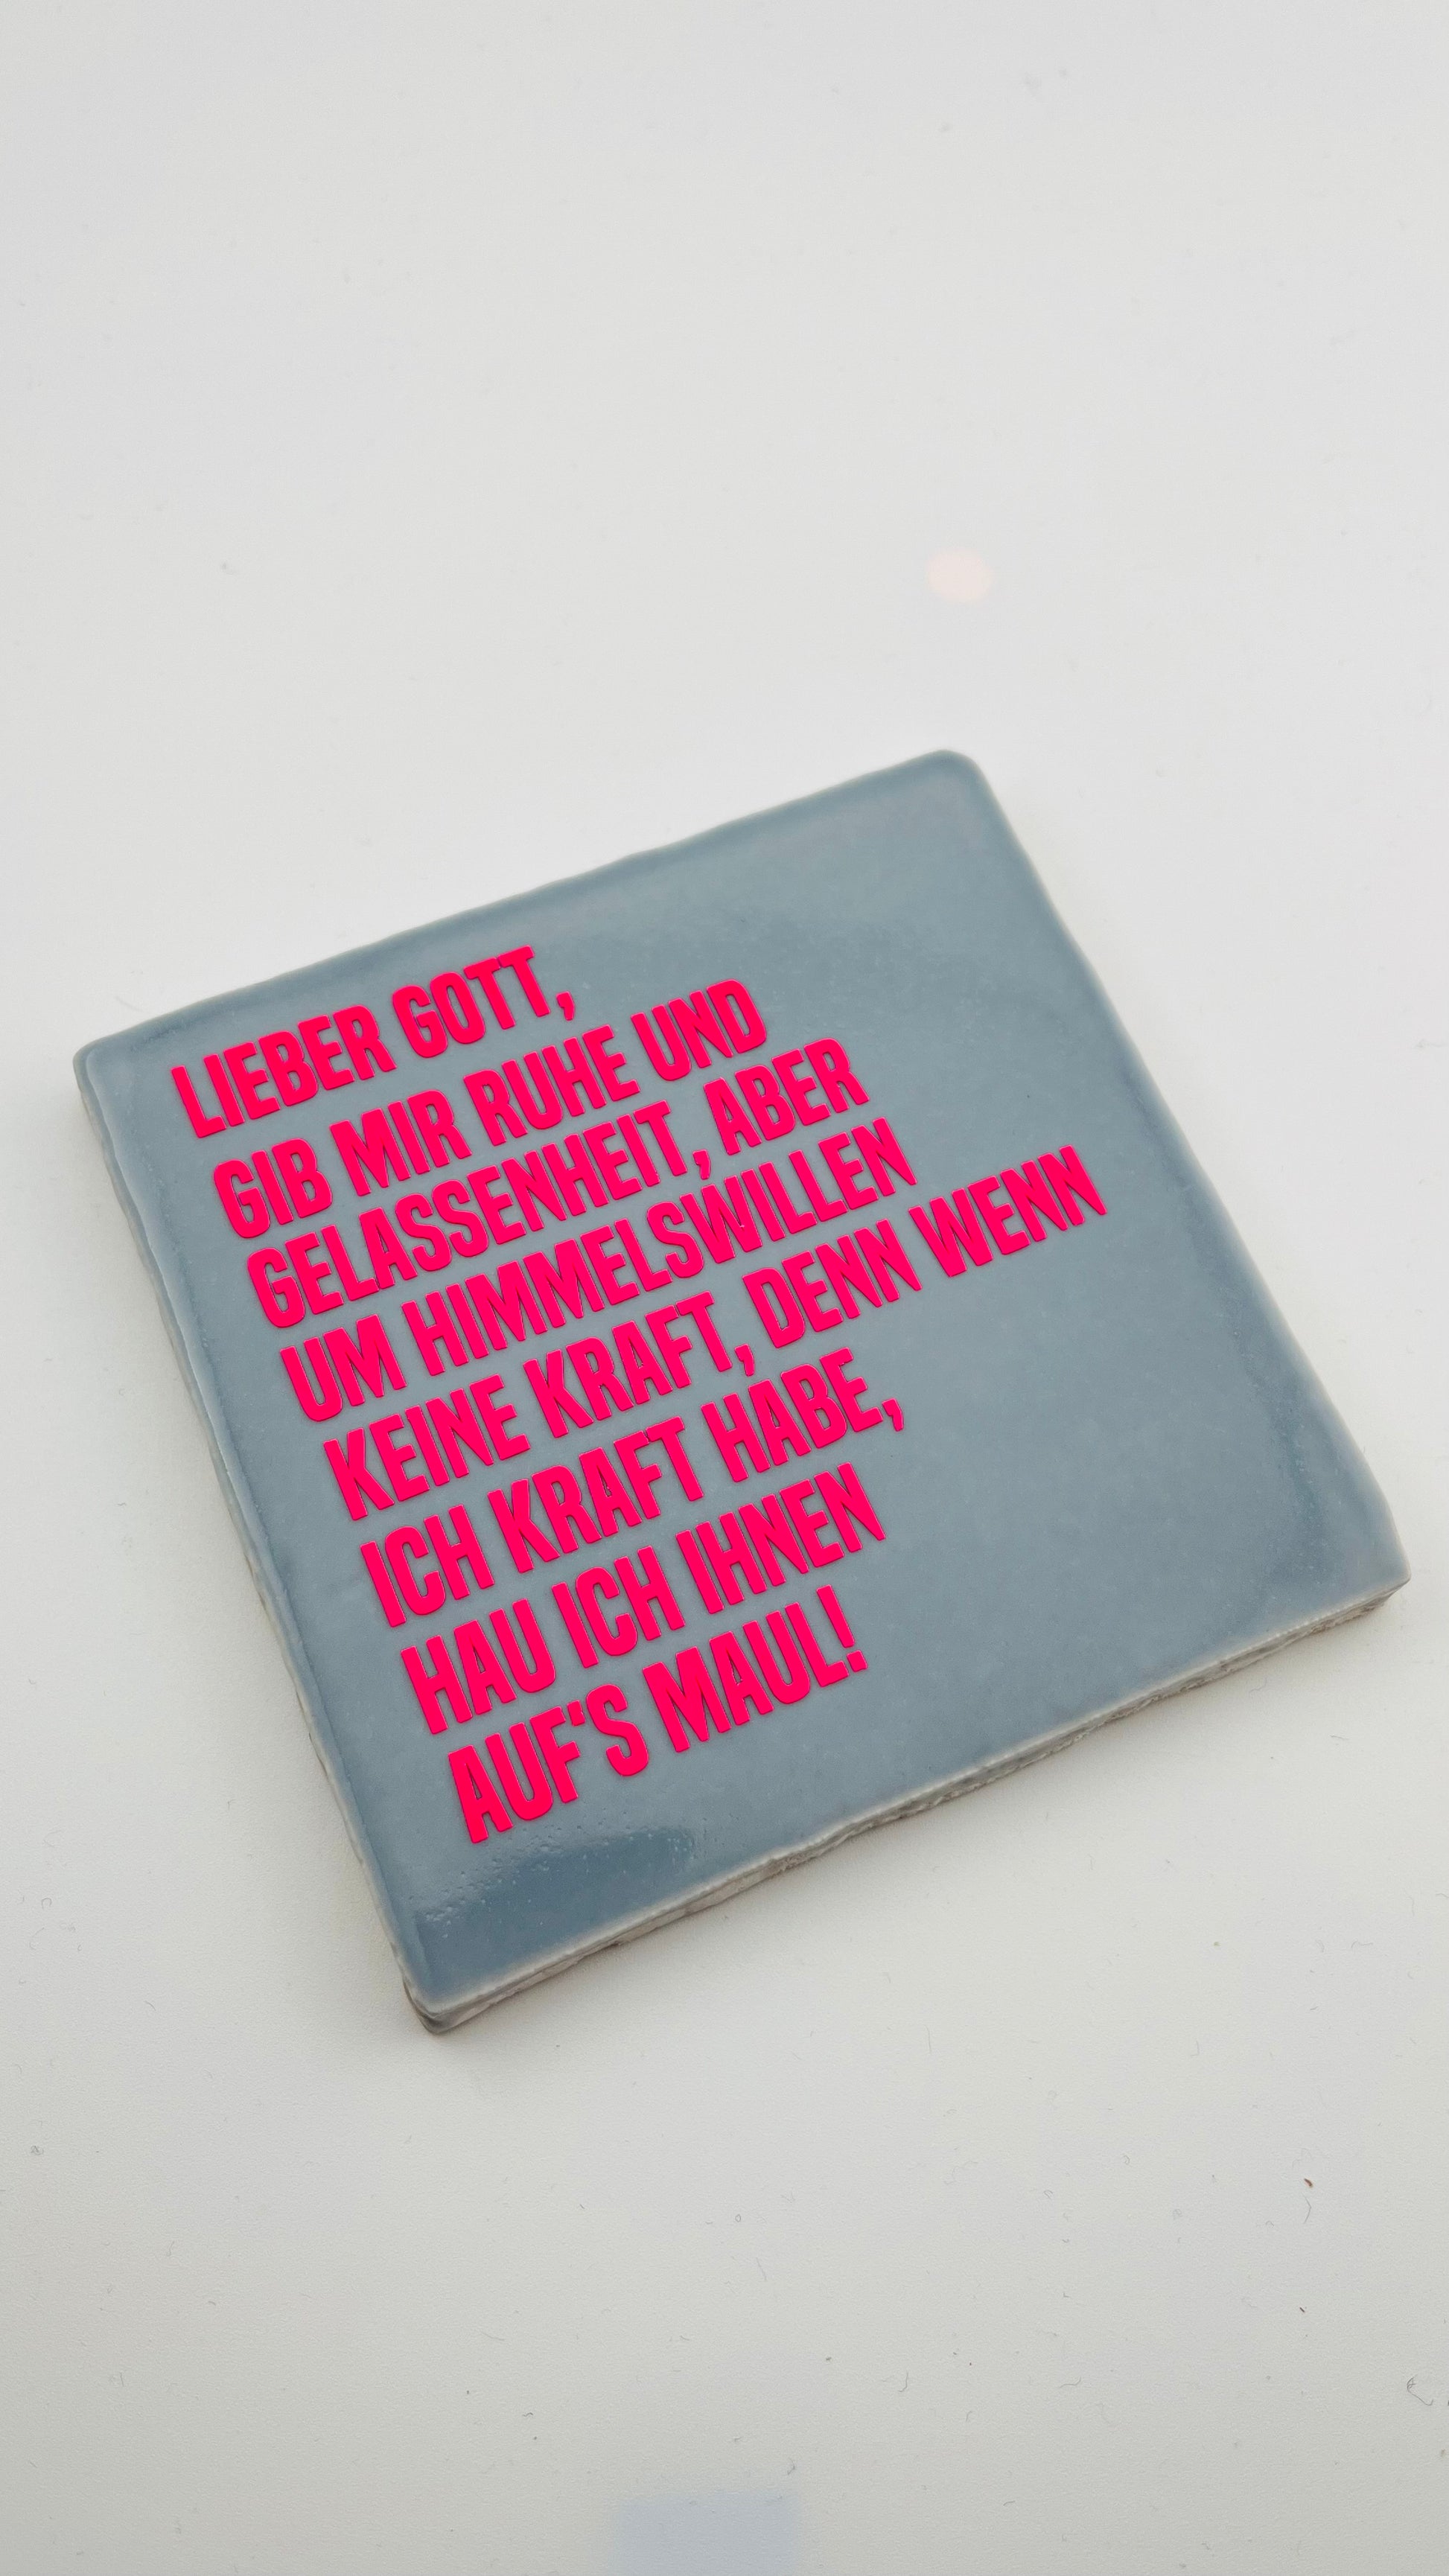 LIEBER GOTT,
GIB MIR RUHE UND
GELASSENHEIT, ABER
UM HIMMELSWILLEN
KEINE KRAFT, DENN WENN
ICH KRAFT HABE,
HAU ICH IHNEN
AUF'S MAUL!